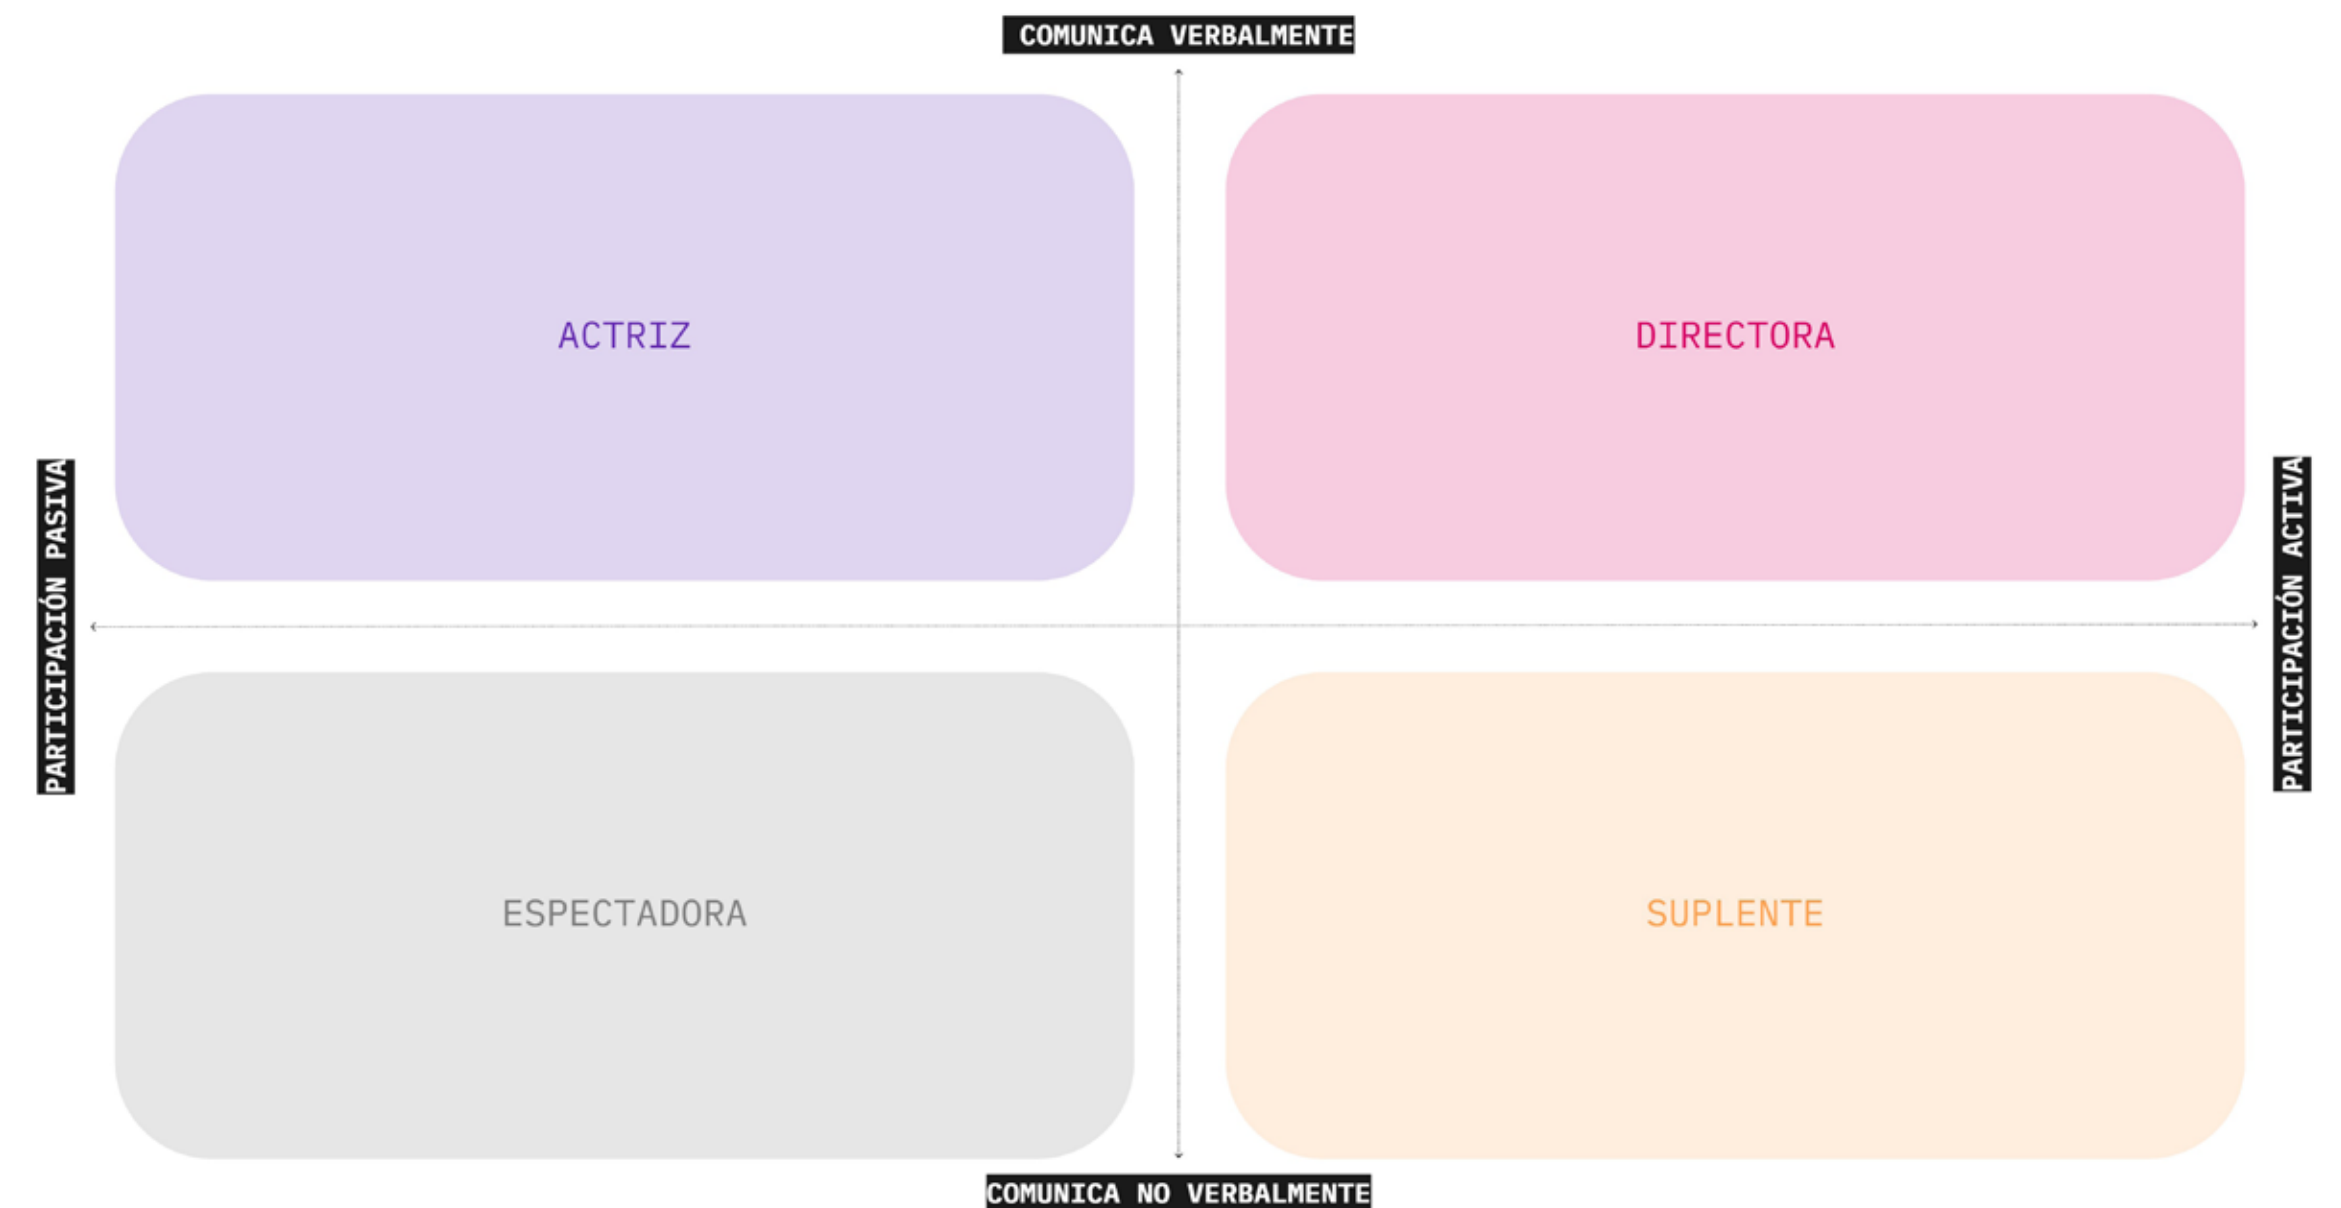 COMUNICA VERBALMENTE
ACTRIZ
DIRECTORA
PARTICIPACIÓN PASIVA
PARTICIPACIÓN ACTIVA
ESPECTADORA
SUPLENTE
COMUNICA NO VERBALMENTE